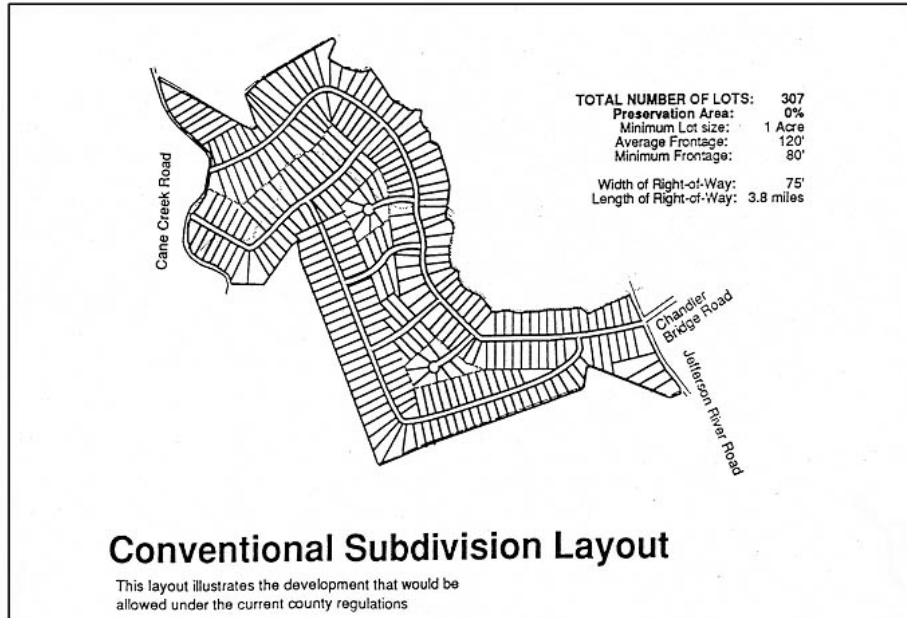 TOTAL NUMBER OF LOTS: 307
Preservation Area: 0%
Minimum Lot size: 1 Acre
Average Frontage: 120'
Minimum Frontage: 80'
Width of Right-of-Way: 75'
Length of Right-of-Way: 3.8 miles
Cane Creek Road
Chandler
Bridge Road
Jefferson River Road
Conventional Subdivision Layout
This layout illustrates the development that would be
allowed under the current county regulations